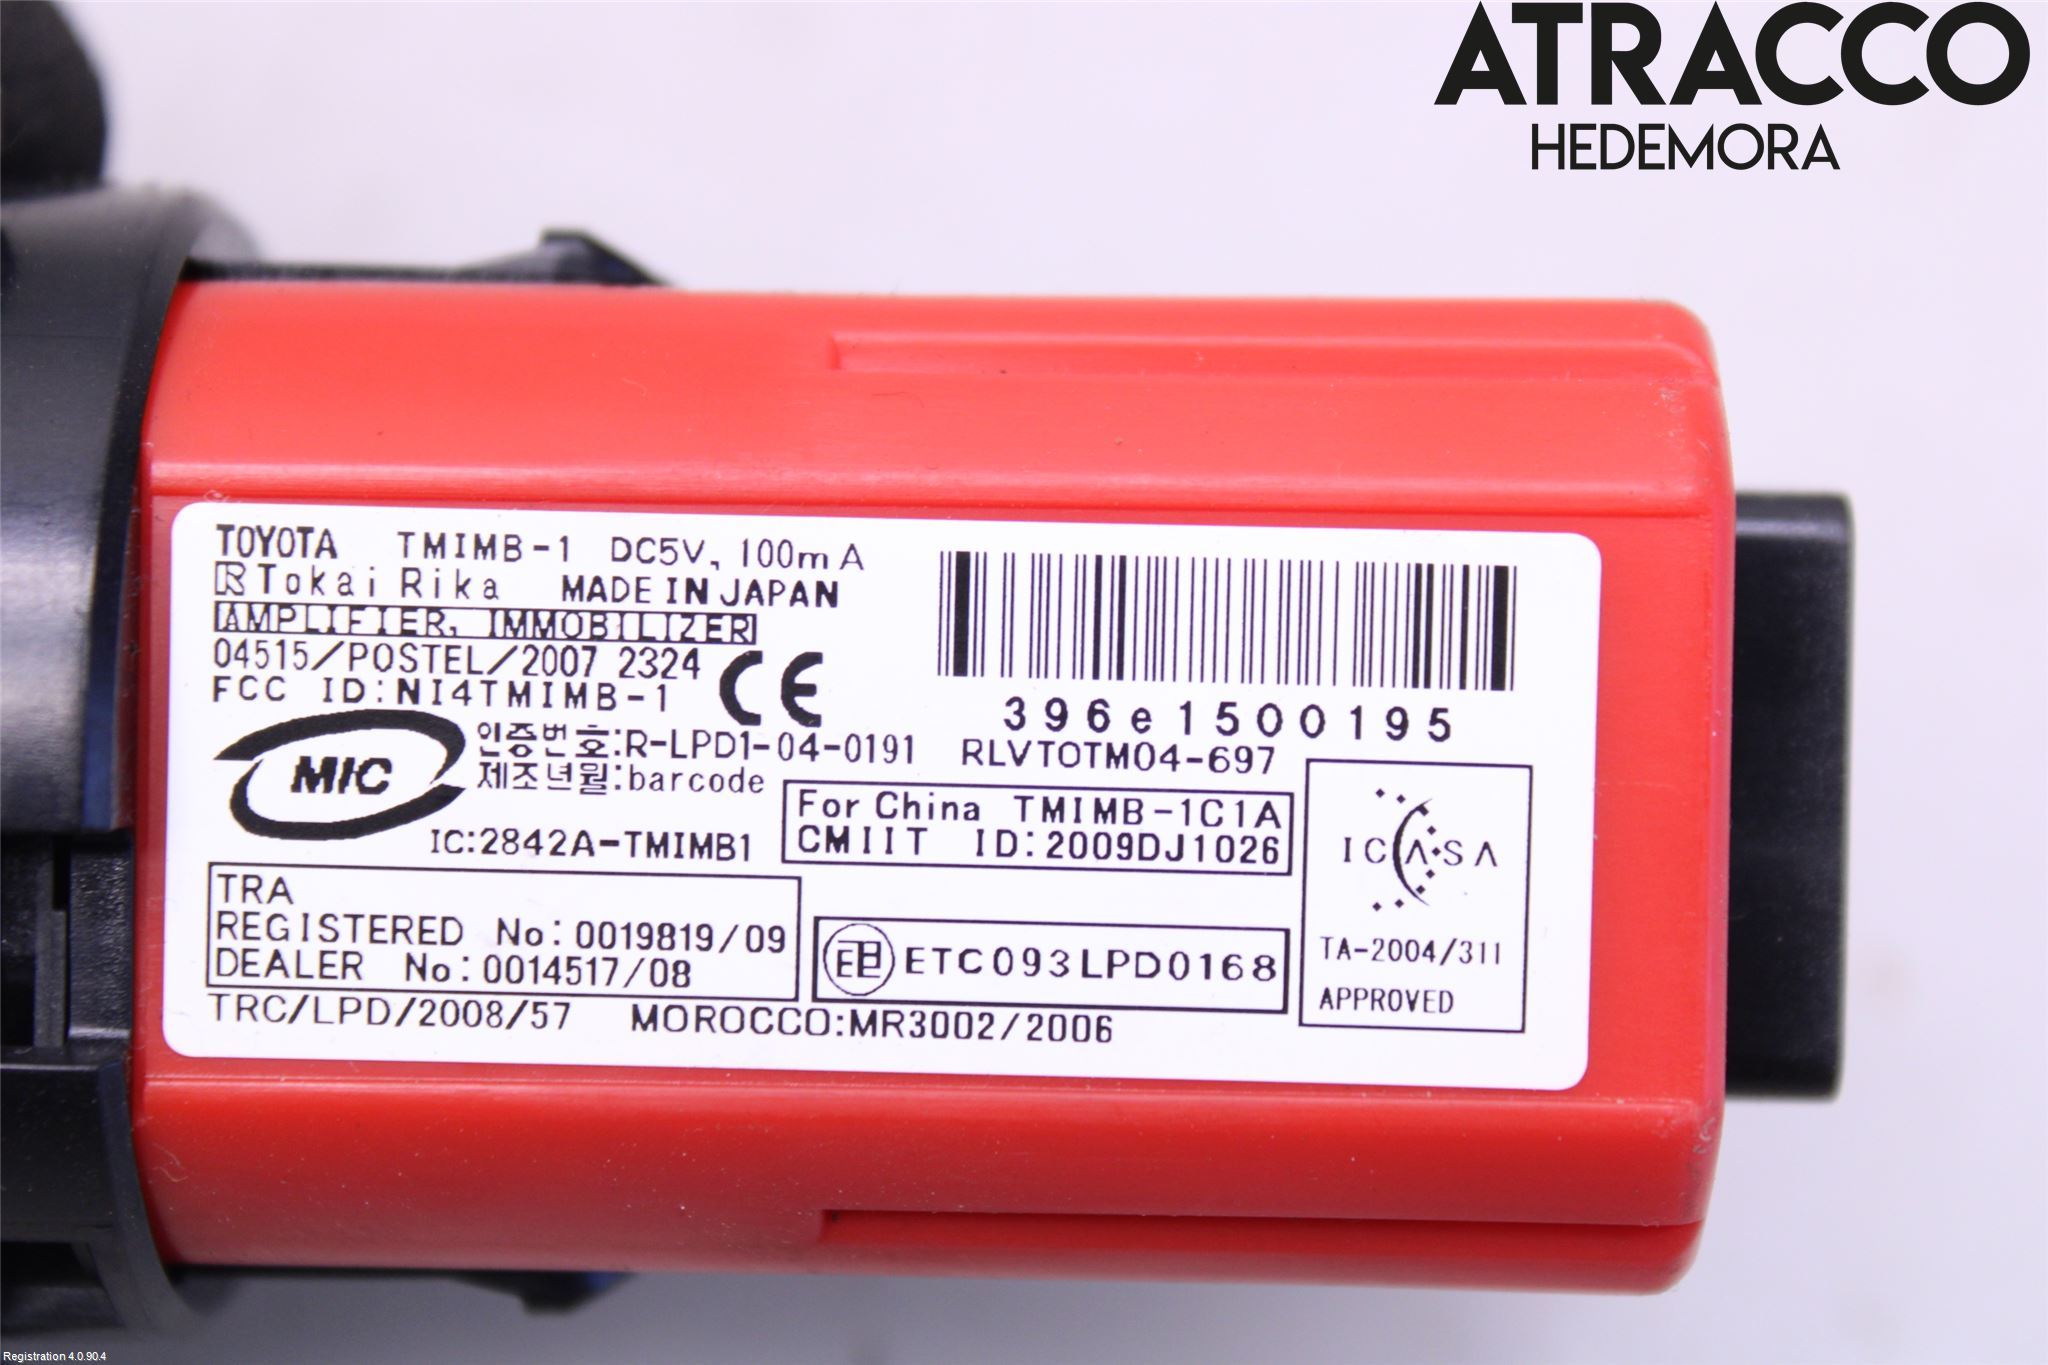 ATRACCO
HEDEMORA
TOYOTA TMIMB-1 DC5V, 100mA
R Tokai Rika MADE IN JAPAN
AMPLIFIER, IMMOBILIZER
04515/POSTEL/2007 2324 CE
FCC ID:NI4TMIMB-1
396e1500195
MIC
인증번호:R-LPD1-04-0191 RLVTOTM04-697
제조년월:barcode
IC:2842A-TMIMB1
For China TMIMB-1C1A
CMIIT ID:2009DJ1026
ICASA
TA-2004/311
APPROVED
TRA
REGISTERED No:0019819/09
DEALER No:0014517/08
ETC093LPD0168
TRC/LPD/2008/57 MOROCCO:MR3002/2006
Registration 4.0.90.4